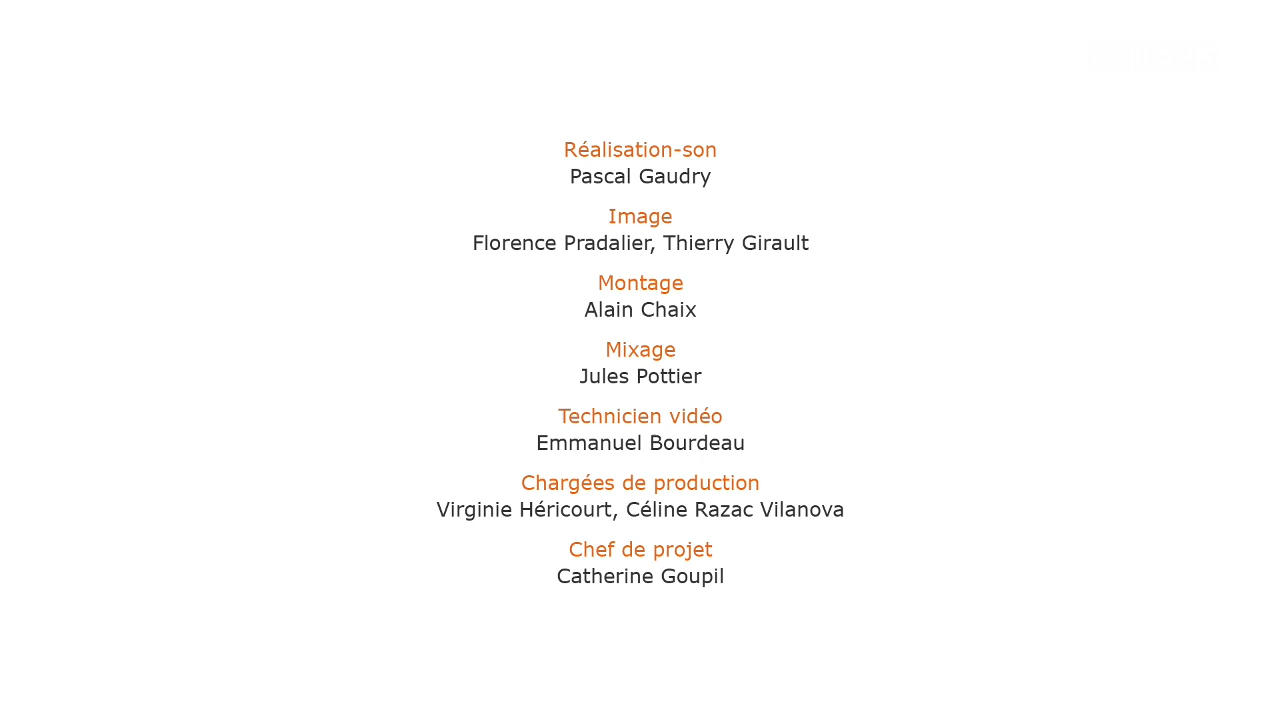 Réalisation-son
Pascal Gaudry
Image
Florence Pradalier, Thierry Girault
Montage
Alain Chaix
Mixage
Jules Pottier
Technicien vidéo
Emmanuel Bourdeau
Chargées de production
Virginie Héricourt, Céline Razac Vilanova
Chef de projet
Catherine Goupil